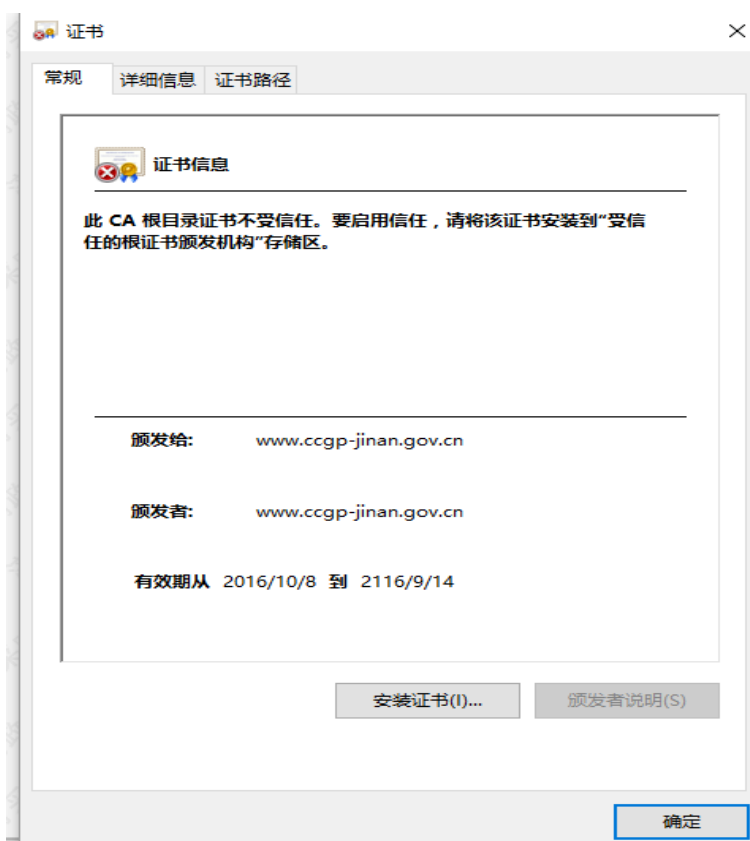 证书
常规 详细信息 证书路径
证书信息
此 CA 根目录证书不受信任。要启用信任，请将该证书安装到“受信
任的根证书颁发机构”存储区。
颁发给: www.ccgp-jinan.gov.cn
颁发者: www.ccgp-jinan.gov.cn
有效期从 2016/10/8 到 2116/9/14
安装证书(I)... 颁发者说明(S)
确定